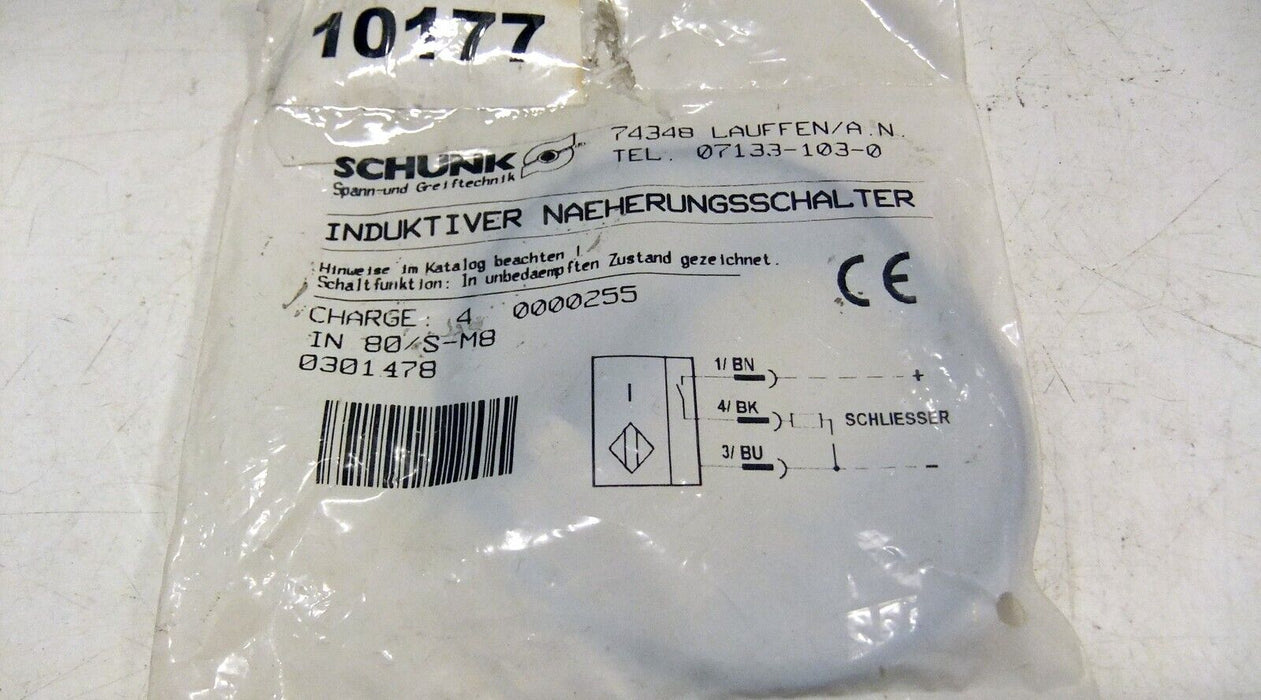 10177
SCHUNK
Spann-und Greiftechnik
74348 LAUFFEN/A.N.
TEL. 07133-103-0
INDUKTIVER NAEHERUNGSSCHALTER
Hinweise im Katalog beachten !
Schaltfunktion: In unbedaempften Zustand gezeichnet.
CE
CHARGE: 4 0000255
IN 80/S-M8
0301478
1/ BN
+
4/ BK
SCHLIESSER
3/ BU
-